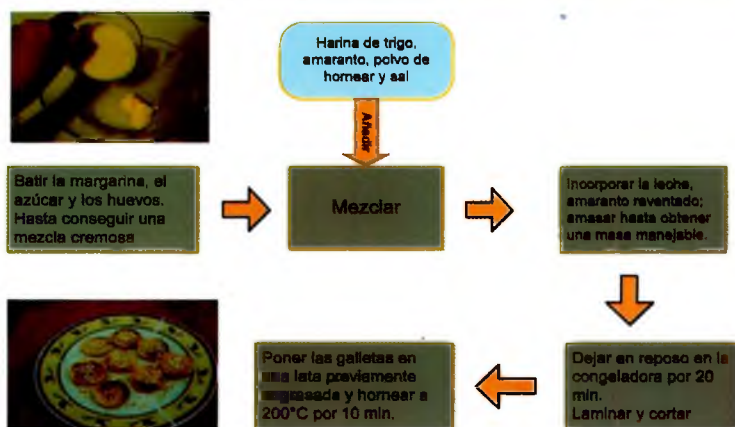 Harina de trigo,
amaranto, polvo de
hornear y sal
Añadir
Batir la margarina, el
azúcar y los huevos.
Hasta conseguir una
mezcla cremosa
Mezclar
Incorporar la leche,
amaranto reventado;
amasar hasta obtener
una masa manejable.
Dejar en reposo en la
congeladora por 20
min.
Laminar y cortar
Poner las galletas en
una lata previamente
engrasada y hornear a
200°C por 10 min.